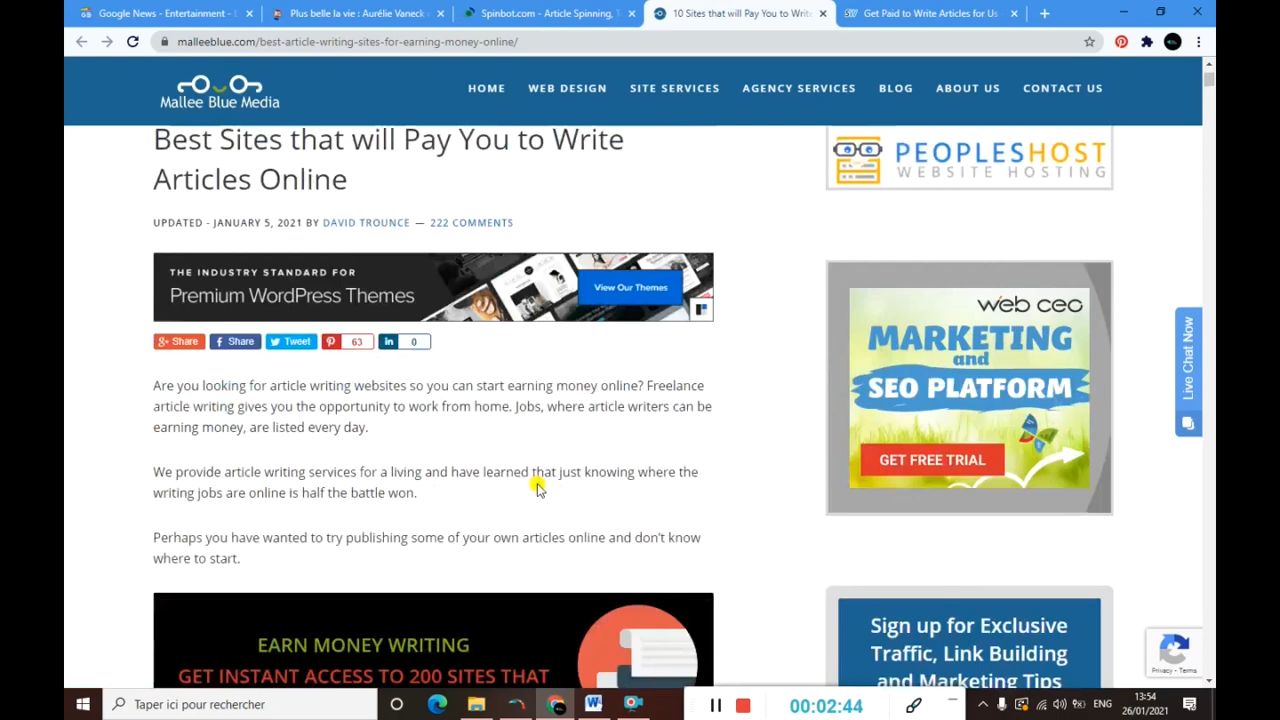 Google News - Entertainment - L
Plus belle la vie : Aurélie Vaneck a
Spinbot.com - Article Spinning, T
10 Sites that will Pay You to Write
Get Paid to Write Articles for Us
malleeblue.com/best-article-writing-sites-for-earning-money-online/
Mallee Blue Media
HOME WEB DESIGN SITE SERVICES AGENCY SERVICES BLOG ABOUT US CONTACT US
Best Sites that will Pay You to Write
Articles Online
UPDATED - JANUARY 5, 2021 BY DAVID TROUNCE — 222 COMMENTS
THE INDUSTRY STANDARD FOR
Premium WordPress Themes
View Our Themes
Share Share Tweet 63 in 0
Are you looking for article writing websites so you can start earning money online? Freelance
article writing gives you the opportunity to work from home. Jobs, where article writers can be
earning money, are listed every day.
We provide article writing services for a living and have learned that just knowing where the
writing jobs are online is half the battle won.
Perhaps you have wanted to try publishing some of your own articles online and don't know
where to start.
EARN MONEY WRITING
GET INSTANT ACCESS TO 200 SITES THAT
PEOPLESHOST
WEBSITE HOSTING
web ceo
MARKETING
and
SEO PLATFORM
GET FREE TRIAL
Live Chat Now
Sign up for Exclusive
Traffic, Link Building
and Marketing Tips
Privacy - Terms
Taper ici pour rechercher
00:02:44
ENG
13:54
26/01/2021